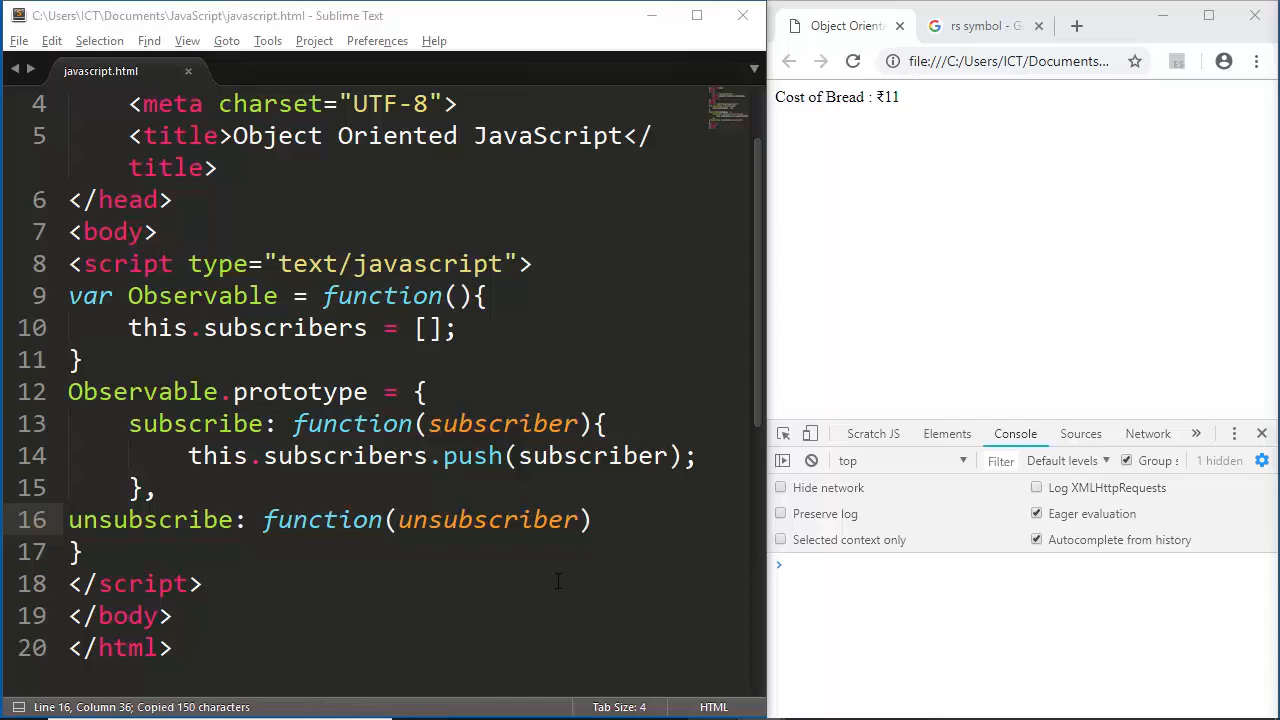 C:\Users\ICT\Documents\JavaScript\javascript.html - Sublime Text
File Edit Selection Find View Goto Tools Project Preferences Help
javascript.html
4 <meta charset="UTF-8">
5 <title>Object Oriented JavaScript</
title>
6 </head>
7 <body>
8 <script type="text/javascript">
9 var Observable = function(){
10 this.subscribers = [];
11 }
12 Observable.prototype = {
13 subscribe: function(subscriber){
14 this.subscribers.push(subscriber);
15 },
16 unsubscribe: function(unsubscriber)
17 }
18 </script>
19 </body>
20 </html>
Line 16, Column 36; Copied 150 characters Tab Size: 4 HTML
Object Oriente rs symbol - G
file:///C:/Users/ICT/Documents... ES
Cost of Bread : ₹11
Scratch JS Elements Console Sources Network
top Filter Default levels Group s 1 hidden
Hide network Log XMLHttpRequests
Preserve log Eager evaluation
Selected context only Autocomplete from history